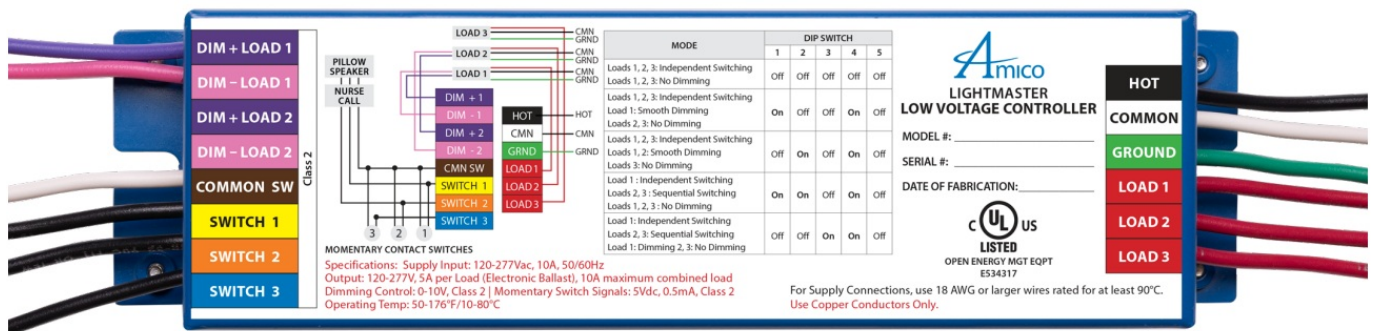 DIM + LOAD 1
DIM – LOAD 1
DIM + LOAD 2
DIM – LOAD 2
COMMON SW
SWITCH 1
SWITCH 2
SWITCH 3
Class 2
PILLOW
SPEAKER
NURSE
CALL
LOAD 3
CMN
GRND
LOAD 2
CMN
GRND
LOAD 1
CMN
GRND
DIM + 1
DIM - 1
DIM + 2
DIM - 2
CMN SW
SWITCH 1
SWITCH 2
SWITCH 3
HOT
CMN
GRND
LOAD 1
LOAD 2
LOAD 3
HOT
CMN
GRND
3 2 1
MOMENTARY CONTACT SWITCHES
MODE DIP SWITCH
1 2 3 4 5
Loads 1, 2, 3: Independent Switching
Loads 1, 2, 3: No Dimming
Off Off Off Off Off
Loads 1, 2, 3: Independent Switching
Load 1: Smooth Dimming
Loads 2, 3: No Dimming
On Off Off On Off
Loads 1, 2, 3: Independent Switching
Loads 1, 2: Smooth Dimming
Loads 3: No Dimming
Off On Off On Off
Load 1 : Independent Switching
Loads 2, 3 : Sequential Switching
Loads 1, 2, 3 : No Dimming
On On Off On Off
Load 1: Independent Switching
Loads 2, 3: Sequential Switching
Load 1: Dimming 2, 3: No Dimming
Off Off On On Off
Specifications: Supply Input: 120-277Vac, 10A, 50/60Hz
Output: 120-277V, 5A per Load (Electronic Ballast), 10A maximum combined load
Dimming Control: 0-10V, Class 2 | Momentary Switch Signals: 5Vdc, 0.5mA, Class 2
Operating Temp: 50-176°F/10-80°C
Amico
LIGHTMASTER
LOW VOLTAGE CONTROLLER
MODEL #:
SERIAL #:
DATE OF FABRICATION:
C UL US
LISTED
OPEN ENERGY MGT EQPT
E534317
For Supply Connections, use 18 AWG or larger wires rated for at least 90°C.
Use Copper Conductors Only.
HOT
COMMON
GROUND
LOAD 1
LOAD 2
LOAD 3